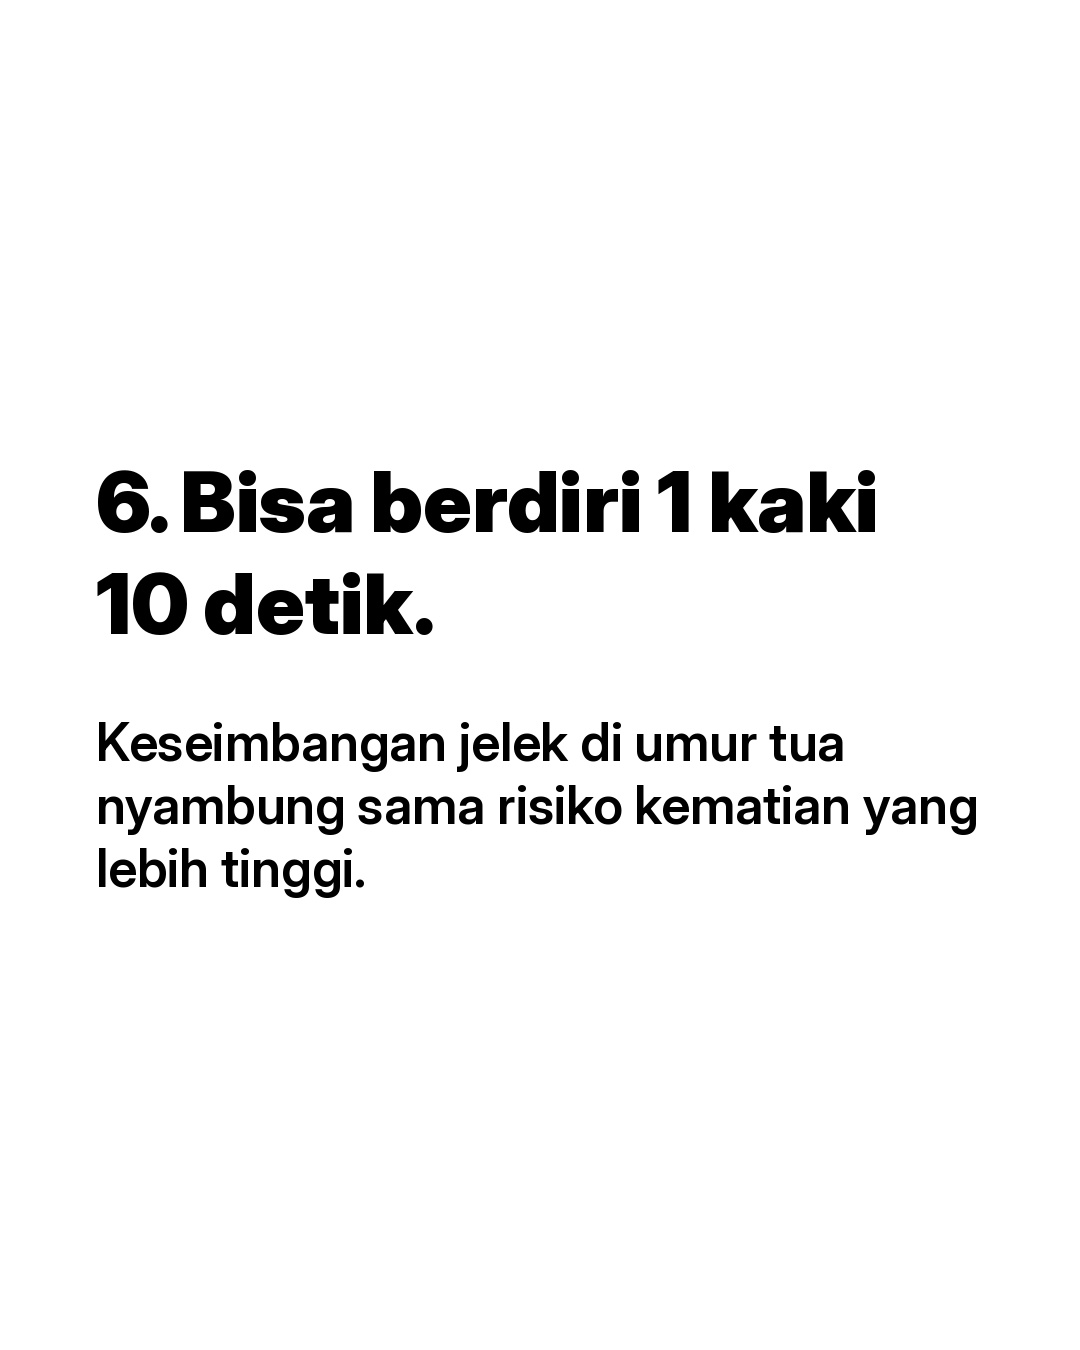 6. Bisa berdiri 1 kaki
10 detik.
Keseimbangan jelek di umur tua
nyambung sama risiko kematian yang
lebih tinggi.